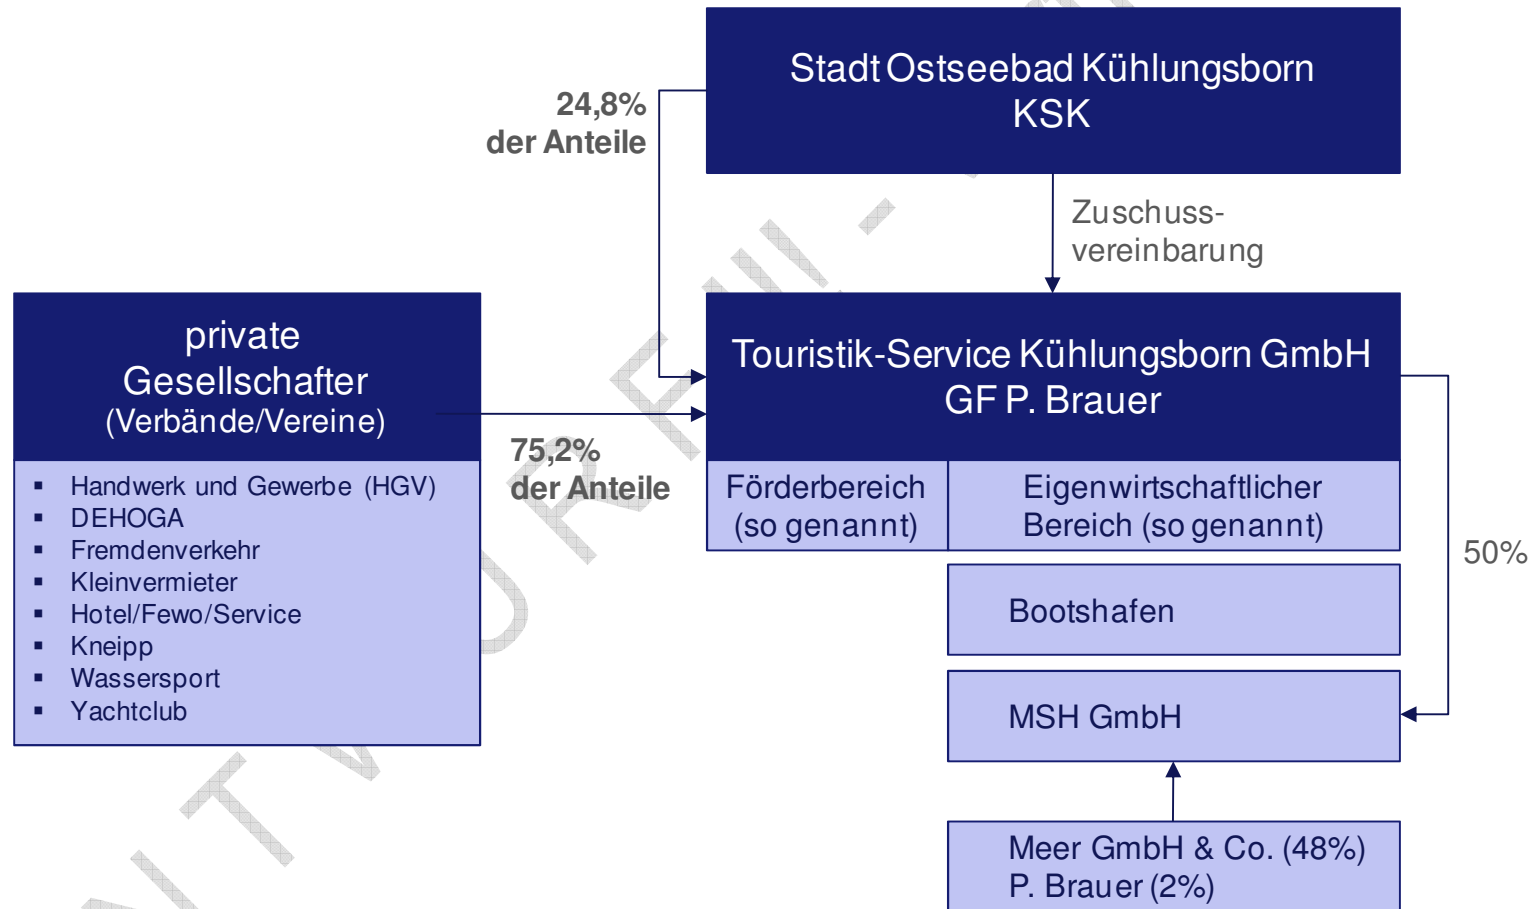 Stadt Ostseebad Kühlungsborn
KSK
24,8%
der Anteile
Zuschuss-
vereinbarung
private
Gesellschafter
(Verbände/Vereine)
▪ Handwerk und Gewerbe (HGV)
▪ DEHOGA
▪ Fremdenverkehr
▪ Kleinvermieter
▪ Hotel/Fewo/Service
▪ Kneipp
▪ Wassersport
▪ Yachtclub
75,2%
der Anteile
Touristik-Service Kühlungsborn GmbH
GF P. Brauer
Förderbereich
(so genannt)
Eigenwirtschaftlicher
Bereich (so genannt)
50%
Bootshafen
MSH GmbH
Meer GmbH & Co. (48%)
P. Brauer (2%)